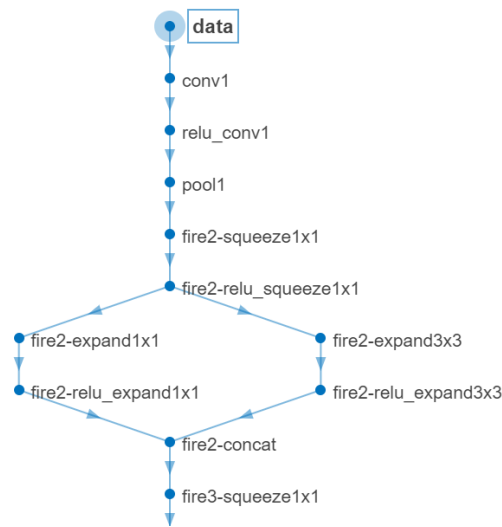 data
conv1
relu_conv1
pool1
fire2-squeeze1x1
fire2-relu_squeeze1x1
fire2-expand1x1
fire2-expand3x3
fire2-relu_expand1x1
fire2-relu_expand3x3
fire2-concat
fire3-squeeze1x1